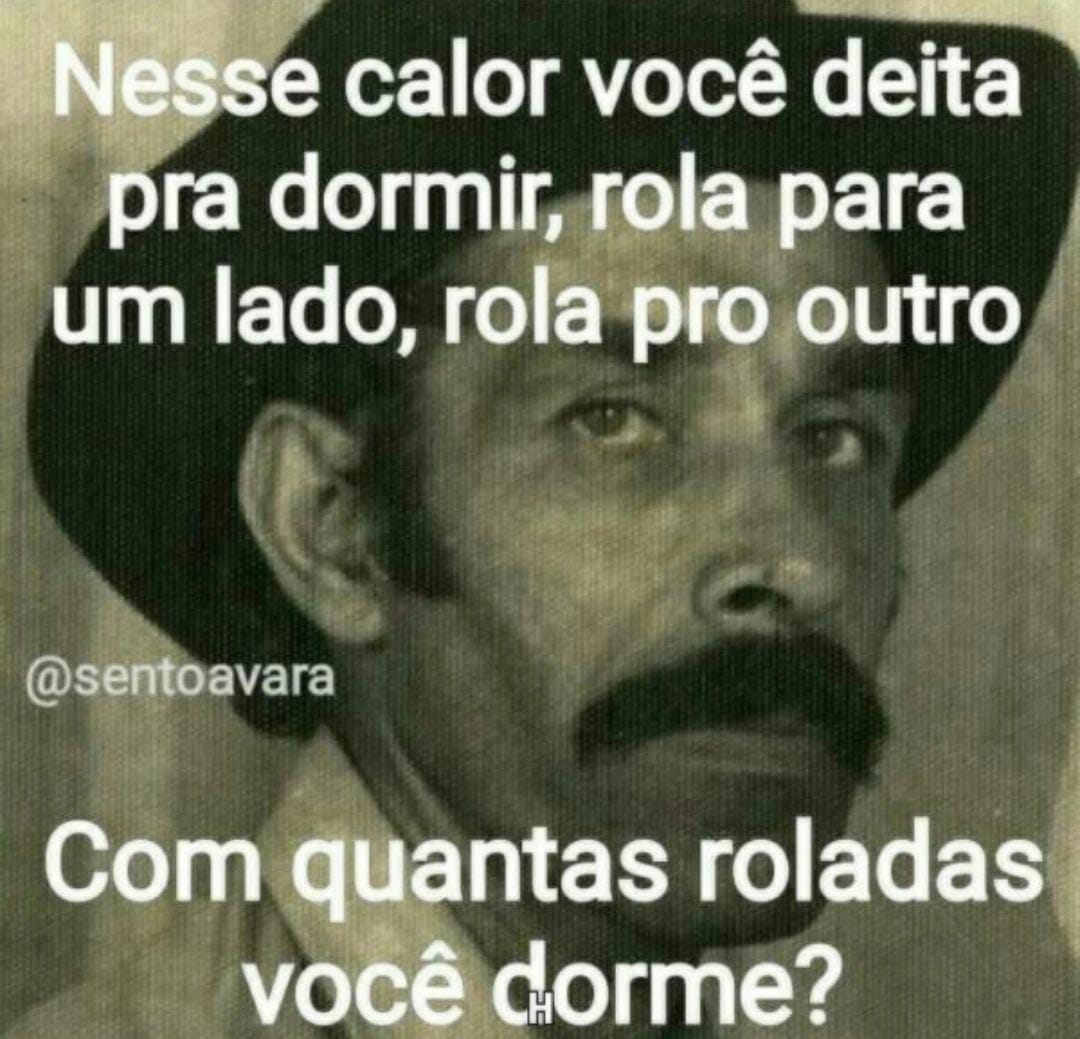 Nesse calor você deita
pra dormir, rola para
um lado, rola pro outro
@sentoavara
Com quantas roladas
você dorme?
H